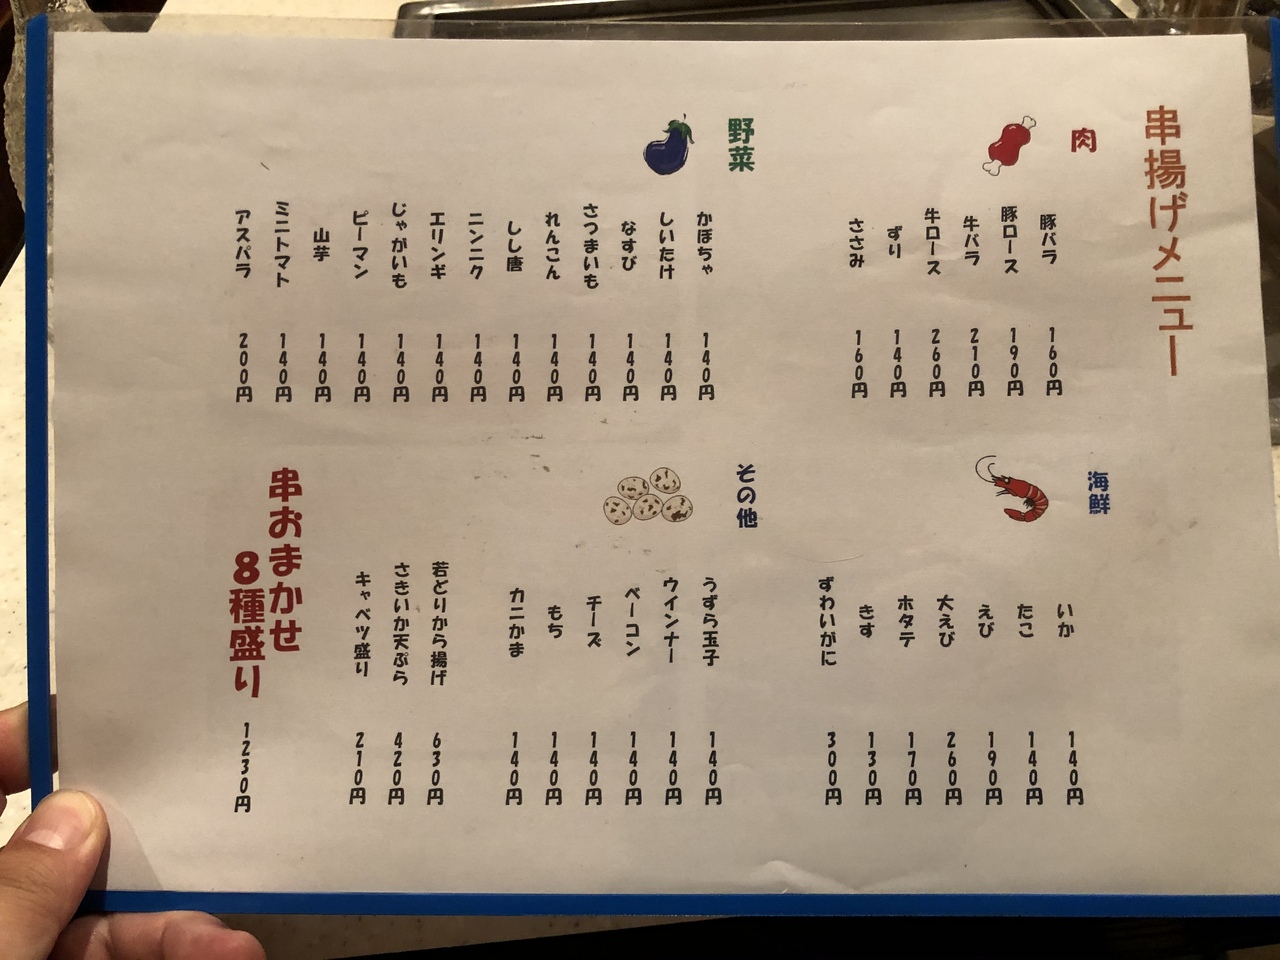 串揚げメニュー
肉
豚バラ 160円
豚ロース 190円
牛バラ 210円
牛ロース 260円
ずり 140円
ささみ 160円
野菜
かぼちゃ 140円
しいたけ 140円
なすび 140円
さつまいも 140円
れんこん 140円
しし唐 140円
ニンニク 140円
エリンギ 140円
じゃがいも 140円
ピーマン 140円
山芋 140円
ミニトマト 140円
アスパラ 200円
海鮮
いか 140円
たこ 140円
えび 190円
大えび 260円
ホタテ 170円
きす 130円
ずわいがに 300円
その他
うずら玉子 140円
ウインナー 140円
ベーコン 140円
チーズ 140円
もち 140円
カニかま 140円
若どりから揚げ 630円
さきいか天ぷら 420円
キャベツ盛り 210円
串おまかせ
8種盛り 1230円